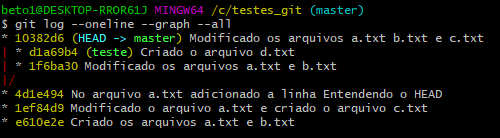 beto1@DESKTOP-RROR61J MINGW64 /c/testes_git (master)
$ git log --oneline --graph --all
* 10382d6 (HEAD -> master) Modificado os arquivos a.txt b.txt e c.txt
| * d1a69b4 (teste) Criado o arquivo d.txt
| * 1f6ba30 Modificado os arquivos a.txt e b.txt
|/
* 4d1e494 No arquivo a.txt adicionado a linha Entendendo o HEAD
* 1ef84d9 Modificado o arquivo a.txt e criado o arquivo c.txt
* e610e2e Criado os arquivos a.txt e b.txt